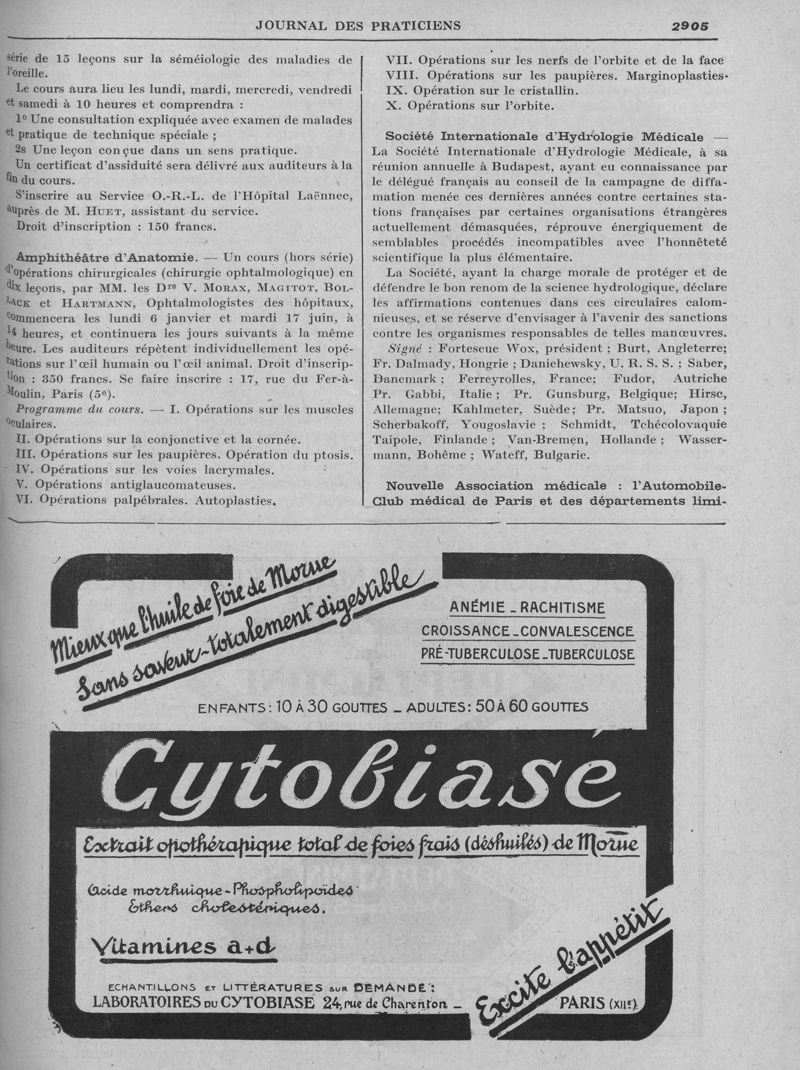 JOURNAL DES PRATICIENS 2905
série de 15 leçons sur la séméiologie des maladies de
l'oreille.
Le cours aura lieu les lundi, mardi, mercredi, vendredi
et samedi à 10 heures et comprendra :
1º Une consultation expliquée avec examen de malades
et pratique de technique spéciale ;
2s Une leçon conçue dans un sens pratique.
Un certificat d'assiduité sera délivré aux auditeurs à la
fin du cours.
S'inscrire au Service O.-R.-L. de l'Hôpital Laënnec,
auprès de M. HUET, assistant du service.
Droit d'inscription : 150 francs.
Amphithéâtre d'Anatomie. — Un cours (hors série)
d'opérations chirurgicales (chirurgie ophtalmologique) en
dix leçons, par MM. les Drs V. MORAX, MAGITOT, BOL-
LACK et HARTMANN, Ophtalmologistes des hôpitaux,
commencera les lundi 6 janvier et mardi 17 juin, à
14 heures, et continuera les jours suivants à la même
heure. Les auditeurs répètent individuellement les opé-
rations sur l'œil humain ou l'œil animal. Droit d'inscrip-
tion : 350 francs. Se faire inscrire : 17, rue du Fer-à-
Moulin, Paris (5e).
Programme du cours. — I. Opérations sur les muscles
oculaires.
II. Opérations sur la conjonctive et la cornée.
III. Opérations sur les paupières. Opération du ptosis.
IV. Opérations sur les voies lacrymales.
V. Opérations antiglaucomateuses.
VI. Opérations palpébrales. Autoplasties.
VII. Opérations sur les nerfs de l'orbite et de la face
VIII. Opérations sur les paupières. Marginoplasties.
IX. Opération sur le cristallin.
X. Opérations sur l'orbite.
Société Internationale d'Hydrologie Médicale —
La Société Internationale d'Hydrologie Médicale, à sa
réunion annuelle à Budapest, ayant eu connaissance par
le délégué français au conseil de la campagne de diffa-
mation menée ces dernières années contre certaines sta-
tions françaises par certaines organisations étrangères
actuellement démasquées, réprouve énergiquement de
semblables procédés incompatibles avec l'honnêteté
scientifique la plus élémentaire.
La Société, ayant la charge morale de protéger et de
défendre le bon renom de la science hydrologique, déclare
les affirmations contenues dans ces circulaires calom-
nieuses, et se réserve d'envisager à l'avenir des sanctions
contre les organismes responsables de telles manœuvres.
Signé : Forteseue Wox, président ; Burt, Angleterre;
Fr. Dalmady, Hongrie ; Daniehewsky, U. R. S. S. ; Saber,
Danemark ; Ferreyrolles, France; Fudor, Autriche
Pr. Gabbi, Italie ; Pr. Gunsburg, Belgique; Hirsc,
Allemagne; Kahlmeter, Suède; Pr. Matsuo, Japon ;
Scherbakoff, Yougoslavie ; Schmidt, Tchécolovaquie
Taipole, Finlande ; Van-Bremen, Hollande ; Wasser-
mann, Bohême ; Wateff, Bulgarie.
Nouvelle Association médicale : l'Automobile-
Club médical de Paris et des départements limi-
Mieux que l'huile de foie de Morue
Sans saveur - totalement digestible
ANÉMIE - RACHITISME
CROISSANCE - CONVALESCENCE
PRÉ-TUBERCULOSE - TUBERCULOSE
ENFANTS : 10 À 30 GOUTTES - ADULTES : 50 À 60 GOUTTES
Cytobiase
Extrait opothérapique total de foies frais (déshuilés) de Morue
Acide morrhuique - Phospholipoïdes
Ethers cholestériques.
Vitamines a+d
Excite l'appétit
ECHANTILLONS ET LITTÉRATURES SUR DEMANDE :
LABORATOIRES DU CYTOBIASE 24, rue de Charenton - PARIS (XIIe)